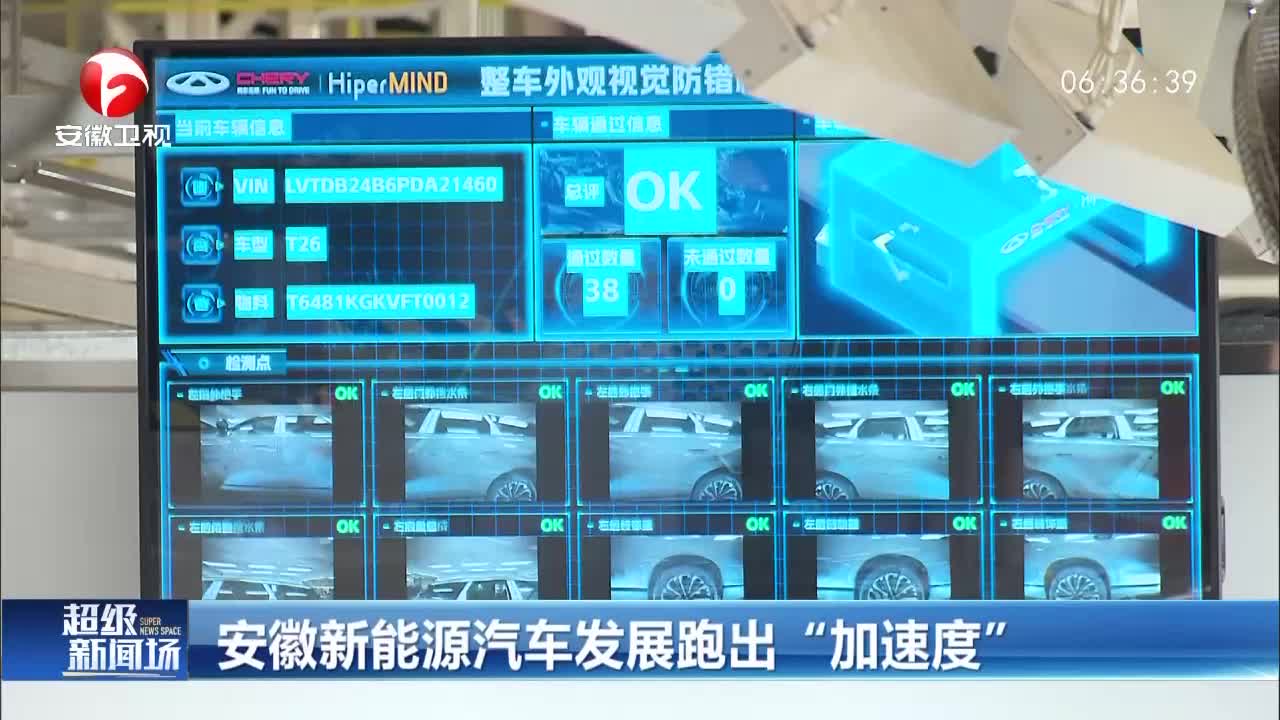 CHERY
FUN TO DRIVE
HiperMIND
整车外观视觉防错
06:36:39
安徽卫视
当前车辆信息
车辆通过信息
VIN
LVTDB24B6PDA21460
总评
OK
车型
T26
通过数量
未通过数量
38
0
物料
T6481KGKVFT0012
CHERY
检测点
OK
OK
OK
OK
OK
OK
OK
OK
OK
OK
超级
新闻场
SUPER
NEWS SPACE
安徽新能源汽车发展跑出“加速度”